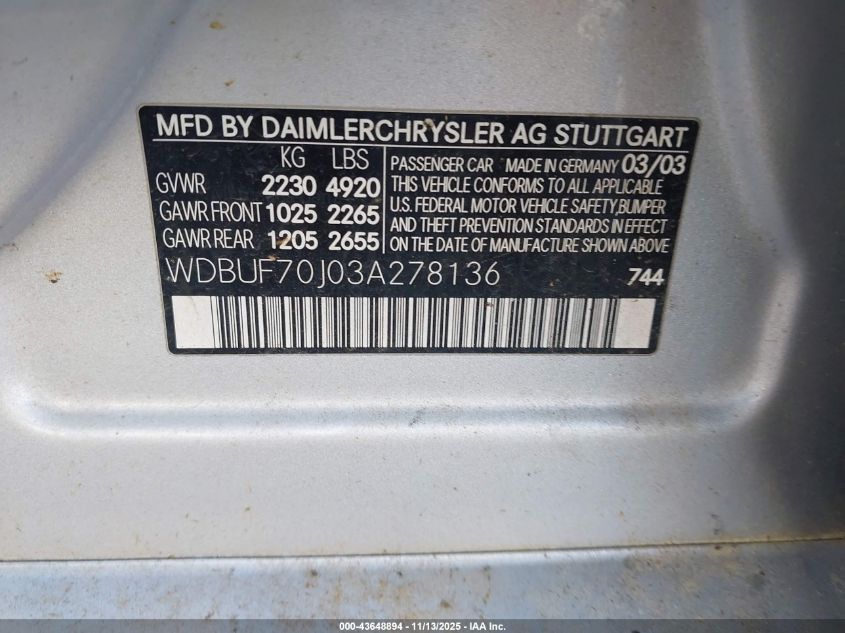 MFD BY DAIMLERCHRYSLER AG STUTTGART
KG LBS
GVWR 2230 4920
GAWR FRONT 1025 2265
GAWR REAR 1205 2655
PASSENGER CAR MADE IN GERMANY 03/03
THIS VEHICLE CONFORMS TO ALL APPLICABLE
U.S. FEDERAL MOTOR VEHICLE SAFETY,BUMPER
AND THEFT PREVENTION STANDARDS IN EFFECT
ON THE DATE OF MANUFACTURE SHOWN ABOVE
WDBUF70J03A278136 744
000-43648894 - 11/13/2025 - IAA Inc.